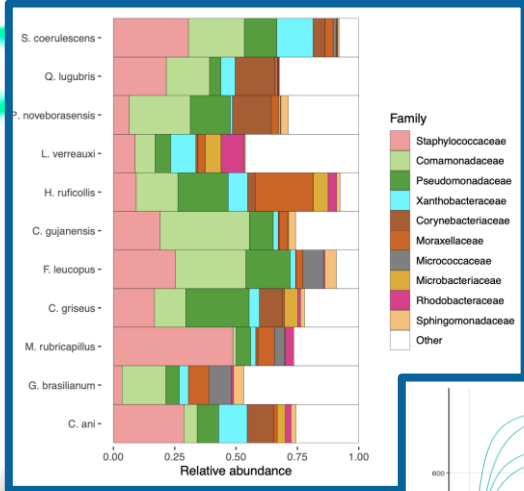 S. coerulescens
Q. lugubris
P. noveborasensis
L. verreauxi
H. ruficollis
C. gujanensis
F. leucopus
C. griseus
M. rubricapillus
G. brasilianum
C. ani
0.00 0.25 0.50 0.75 1.00
Relative abundance
Family
Staphylococcaceae
Comamonadaceae
Pseudomonadaceae
Xanthobacteraceae
Corynebacteriaceae
Moraxellaceae
Micrococcaceae
Microbacteriaceae
Rhodobacteraceae
Sphingomonadaceae
Other
600